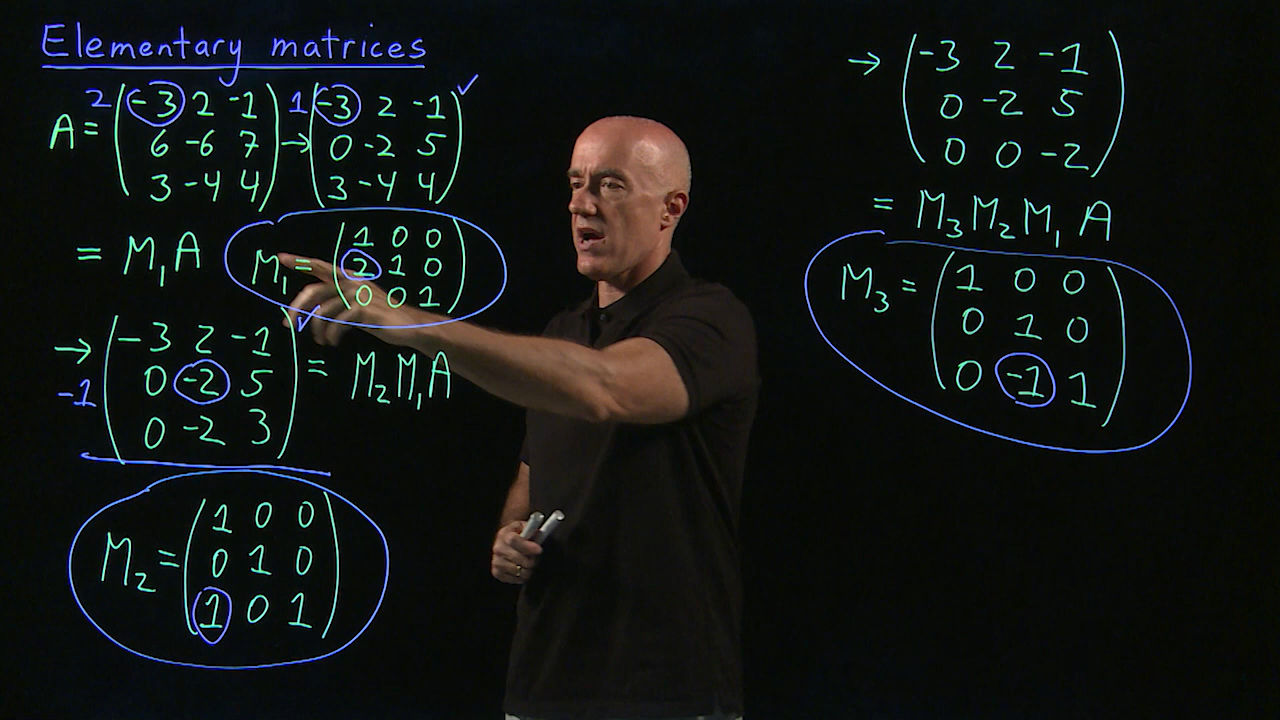 Elementary matrices
A = 2 (-3 2 -1) 1 (-3 2 -1) ✓
(6 -6 7) → (0 -2 5)
(3 -4 4) (3 -4 4)
= M₁A M₁ = (1 0 0)
(2 1 0)
(0 0 1)
→ (-3 2 -1) ✓
-1 (0 -2 5) = M₂M₁A
(0 -2 3)
M₂ = (1 0 0)
(0 1 0)
(1 0 1)
→ (-3 2 -1)
(0 -2 5)
(0 0 -2)
= M₃M₂M₁A
M₃ = (1 0 0)
(0 1 0)
(0 -1 1)